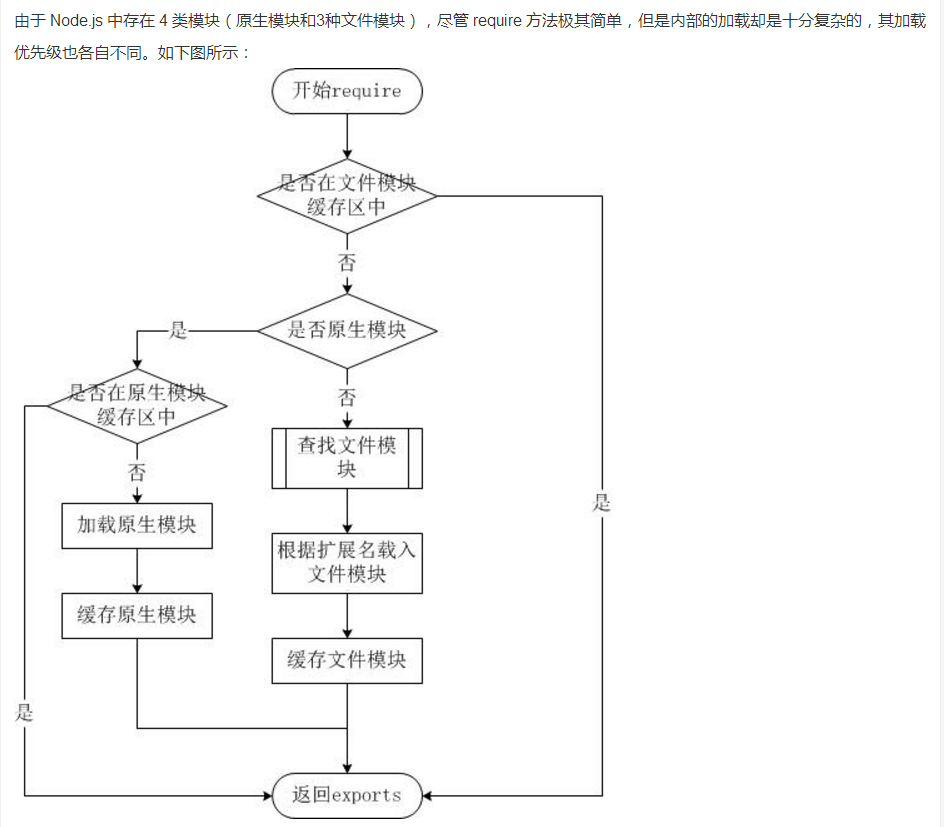 由于 Node.js 中存在 4 类模块（原生模块和3种文件模块），尽管 require 方法极其简单，但是内部的加载却是十分复杂的，其加载
优先级也各自不同。如下图所示：
开始require
是否在文件模块
缓存区中
否
是否原生模块
是
是否在原生模块
缓存区中
否
查找文件模
块
否
是
加载原生模块
根据扩展名载入
文件模块
缓存原生模块
缓存文件模块
是
返回exports